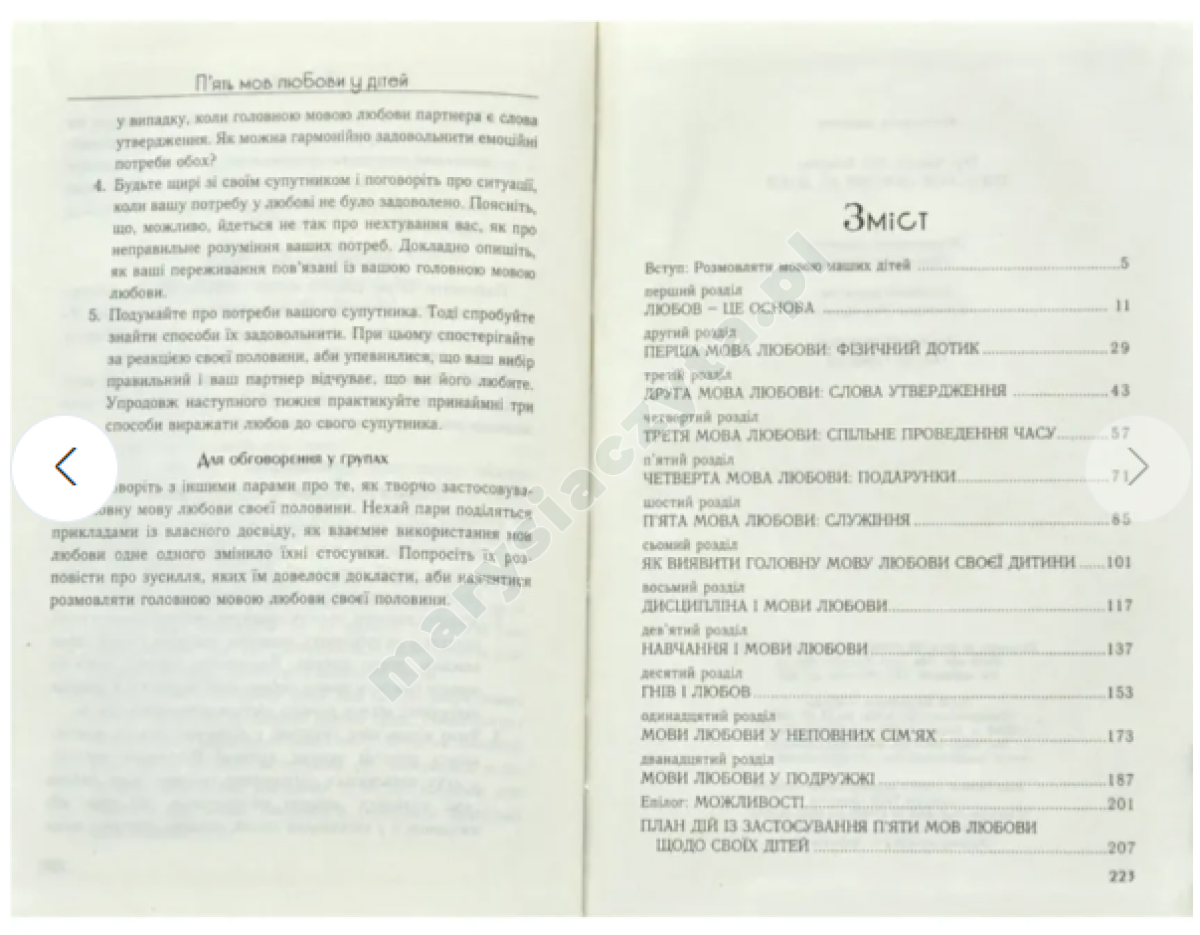 П'ять мов любови у дітей
у випадку, коли головною мовою любови партнера є слова
утвердження. Як можна гармонійно задовольнити емоційні
потреби обох?
4. Будьте щирі зі своїм супутником і поговоріть про ситуації,
коли вашу потребу у любові не було задоволено. Поясніть,
що, можливо, йдеться не так про нехтування вас, як про
неправильне розуміння ваших потреб. Докладно опишіть,
як ваші переживання пов'язані із вашою головною мовою
любови.
5. Подумайте про потреби вашого супутника. Тоді спробуйте
знайти способи їх задовольнити. При цьому спостерігайте
за реакцією своєї половини, аби упевнилися, що ваш вибір
правильний і ваш партнер відчуває, що ви його любите.
Упродовж наступного тижня практикуйте принаймні три
способи виражати любов до свого супутника.
Для обговорення у групах
з іншими парами про те, як творчо застосовува-
мову любови своєї половини. Нехай пари поділяться
прикладами із власного досвіду, як взаємне використання мов
любови одне одного змінило їхні стосунки. Попросіть їх роз-
повісти про зусилля, яких їм довелося докласти, аби навчитися
розмовляти головною мовою любови своєї половини.
Зміст
Вступ: Розмовляти мовою наших дітей 5
перший розділ
ЛЮБОВ – ЦЕ ОСНОВА 11
другий розділ
ПЕРША МОВА ЛЮБОВИ: ФІЗИЧНИЙ ДОТИК 29
третій розділ
ДРУГА МОВА ЛЮБОВИ: СЛОВА УТВЕРДЖЕННЯ 43
четвертий розділ
ТРЕТЯ МОВА ЛЮБОВИ: СПІЛЬНЕ ПРОВЕДЕННЯ ЧАСУ 57
п'ятий розділ
ЧЕТВЕРТА МОВА ЛЮБОВИ: ПОДАРУНКИ 71
шостий розділ
П'ЯТА МОВА ЛЮБОВИ: СЛУЖІННЯ 85
сьомий розділ
ЯК ВИЯВИТИ ГОЛОВНУ МОВУ ЛЮБОВИ СВОЄЇ ДИТИНИ 101
восьмий розділ
ДИСЦИПЛІНА І МОВИ ЛЮБОВИ 117
дев'ятий розділ
НАВЧАННЯ І МОВИ ЛЮБОВИ 137
десятий розділ
ГНІВ І ЛЮБОВ 153
одинадцятий розділ
МОВИ ЛЮБОВИ У НЕПОВНИХ СІМ'ЯХ 173
дванадцятий розділ
МОВИ ЛЮБОВИ У ПОДРУЖЖІ 187
Епілог: МОЖЛИВОСТІ 201
ПЛАН ДІЙ ІЗ ЗАСТОСУВАННЯ П'ЯТИ МОВ ЛЮБОВИ
ЩОДО СВОЇХ ДІТЕЙ 207
223
marysiaczyta.pl